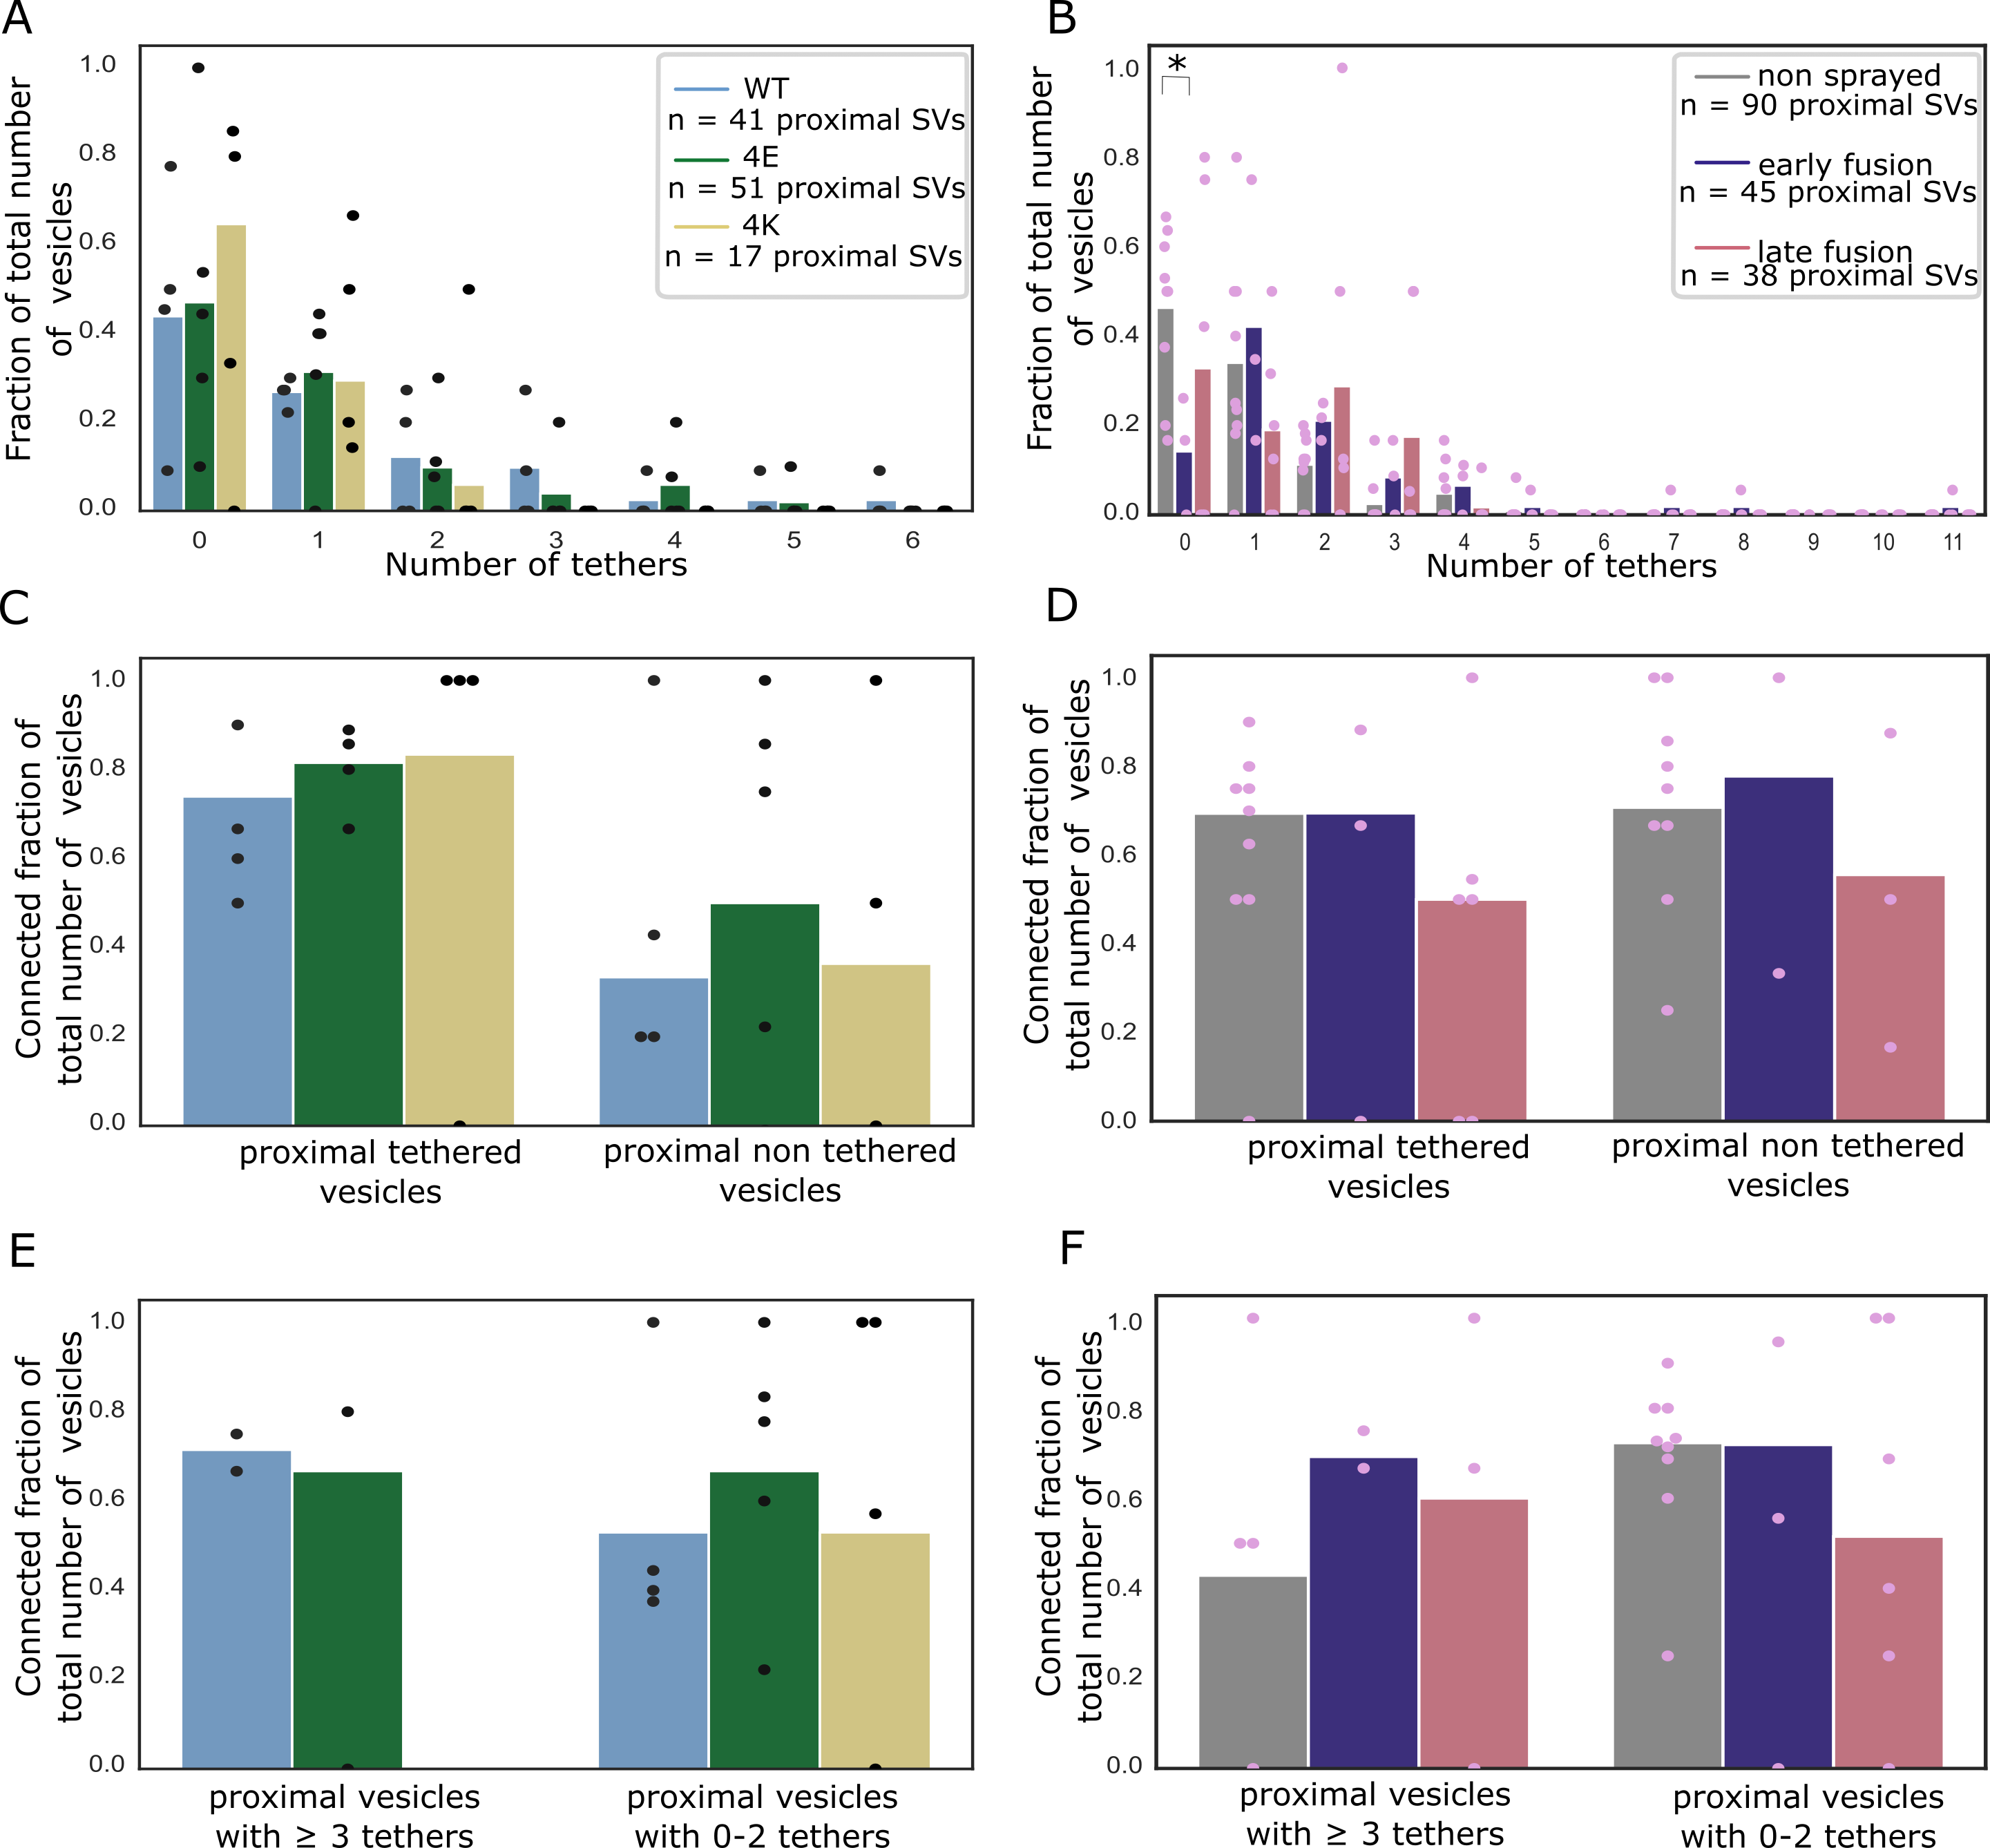 A
Fraction of total number
of vesicles
1.0
0.8
0.6
0.4
0.2
0.0
WT
n = 41 proximal SVs
4E
n = 51 proximal SVs
4K
n = 17 proximal SVs
0 1 2 3 4 5 6
Number of tethers
B
Fraction of total number
of vesicles
1.0
0.8
0.6
0.4
0.2
0.0
*
non sprayed
n = 90 proximal SVs
early fusion
n = 45 proximal SVs
late fusion
n = 38 proximal SVs
0 1 2 3 4 5 6 7 8 9 10 11
Number of tethers
C
Connected fraction of
total number of vesicles
1.0
0.8
0.6
0.4
0.2
0.0
proximal tethered
vesicles
proximal non tethered
vesicles
D
Connected fraction of
total number of vesicles
1.0
0.8
0.6
0.4
0.2
0.0
proximal tethered
vesicles
proximal non tethered
vesicles
E
Connected fraction of
total number of vesicles
1.0
0.8
0.6
0.4
0.2
0.0
proximal vesicles
with ≥ 3 tethers
proximal vesicles
with 0-2 tethers
F
Connected fraction of
total number of vesicles
1.0
0.8
0.6
0.4
0.2
0.0
proximal vesicles
with ≥ 3 tethers
proximal vesicles
with 0-2 tethers